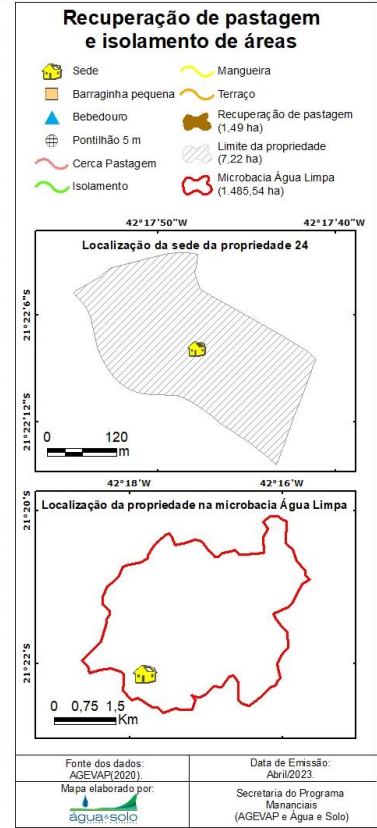 Recuperação de pastagem
e isolamento de áreas
Sede
Mangueira
Barraginha pequena
Terraço
Bebedouro
Recuperação de pastagem
(1,49 ha)
Pontilhão 5 m
Limite da propriedade
(7,22 ha)
Cerca Pastagem
Microbacia Água Limpa
(1.485,54 ha)
Isolamento
42°17'50"W 42°17'40"W
Localização da sede da propriedade 24
21°22'6"S
21°22'12"S
0 120
m
42°18'W 42°16'W
Localização da propriedade na microbacia Água Limpa
21°20'S
21°22'S
0 0,75 1,5
Km
Fonte dos dados:
AGEVAP(2020).
Data de Emissão:
Abril/2023.
Mapa elaborado por:
água&solo
Secretaria do Programa
Mananciais
(AGEVAP e Água e Solo)